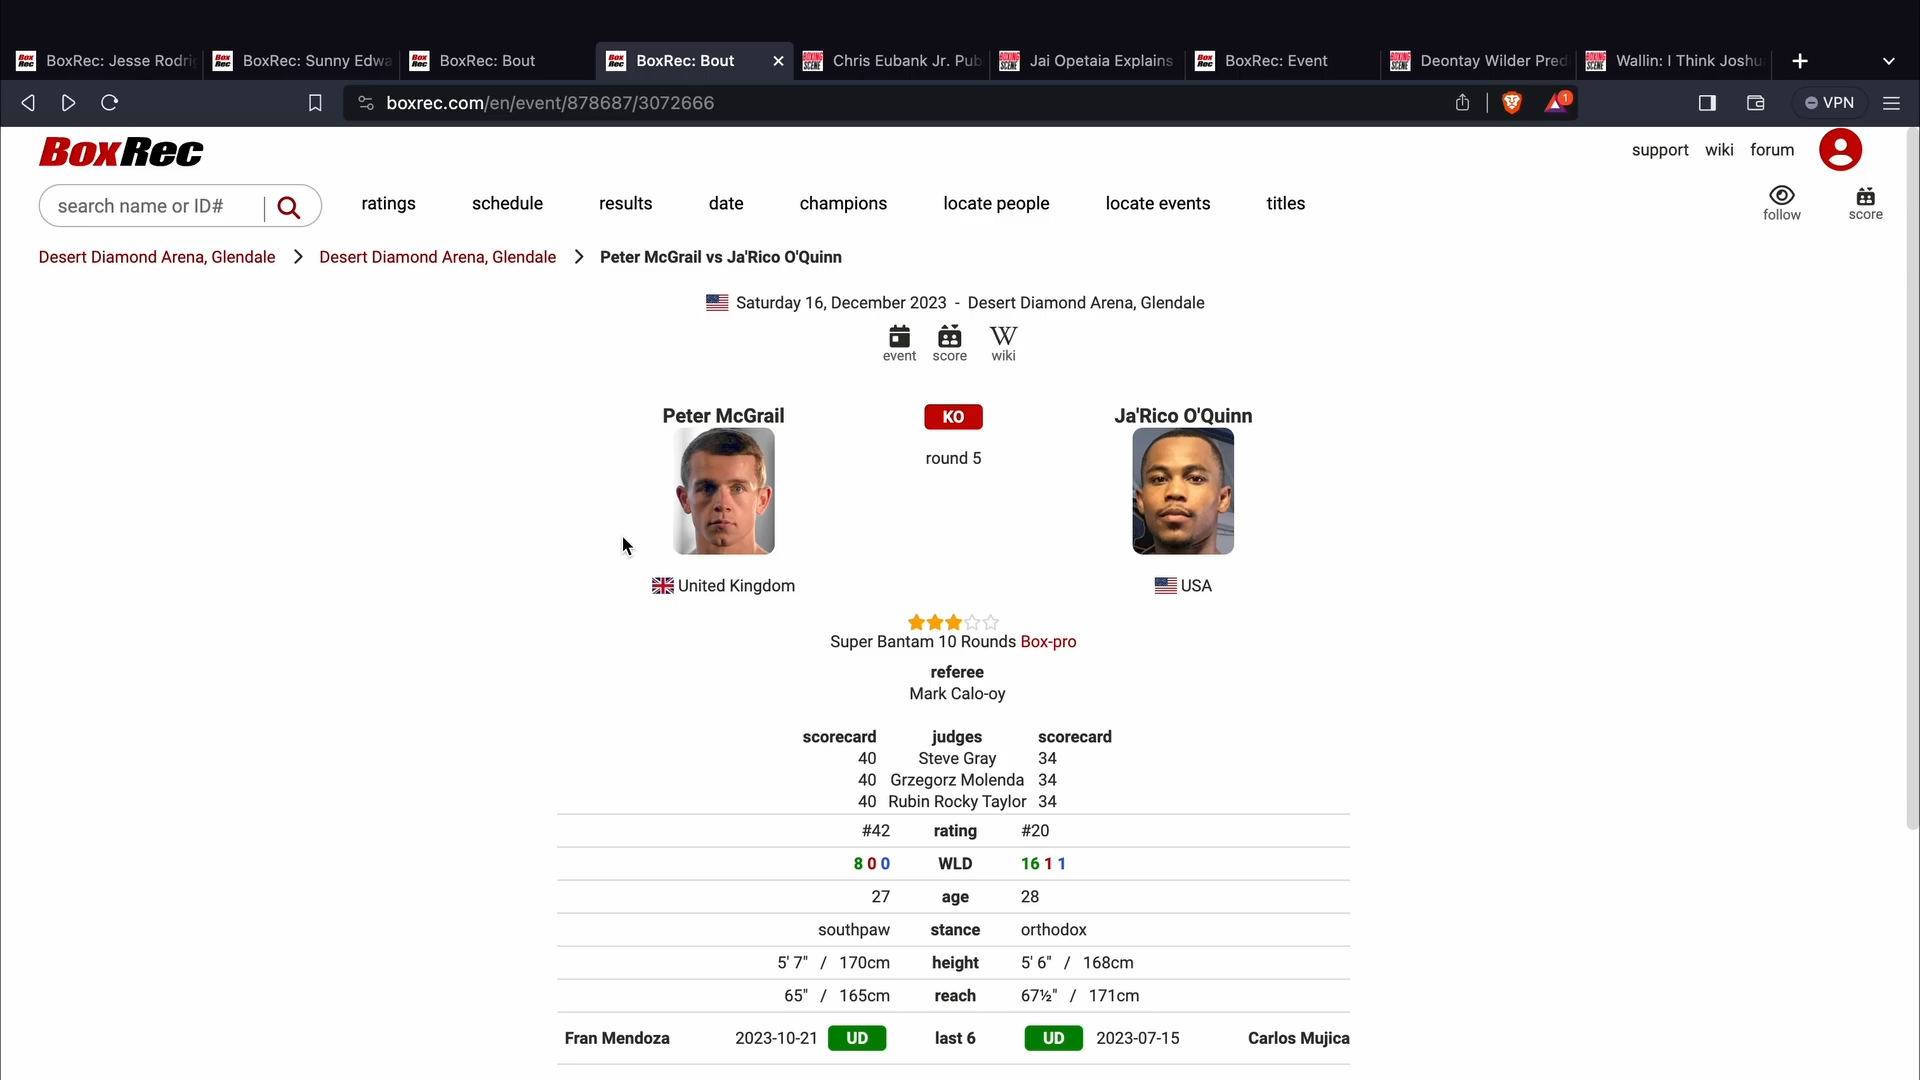 BoxRec: Jesse Rodri
BoxRec: Sunny Edwa
BoxRec: Bout
BoxRec: Bout
Chris Eubank Jr. Pub
Jai Opetaia Explains
BoxRec: Event
Deontay Wilder Pred
Wallin: I Think Joshu
boxrec.com/en/event/878687/3072666
1
VPN
BoxRec
support wiki forum
search name or ID#
ratings schedule results date champions locate people locate events titles
follow score
Desert Diamond Arena, Glendale > Desert Diamond Arena, Glendale > Peter McGrail vs Ja'Rico O'Quinn
Saturday 16, December 2023 - Desert Diamond Arena, Glendale
W
event score wiki
Peter McGrail KO Ja'Rico O'Quinn
round 5
United Kingdom USA
Super Bantam 10 Rounds Box-pro
referee
Mark Calo-oy
scorecard judges scorecard
40 Steve Gray 34
40 Grzegorz Molenda 34
40 Rubin Rocky Taylor 34
#42 rating #20
8 0 0 WLD 16 1 1
27 age 28
southpaw stance orthodox
5' 7" / 170cm height 5' 6" / 168cm
65" / 165cm reach 67½" / 171cm
Fran Mendoza 2023-10-21 UD last 6 UD 2023-07-15 Carlos Mujica